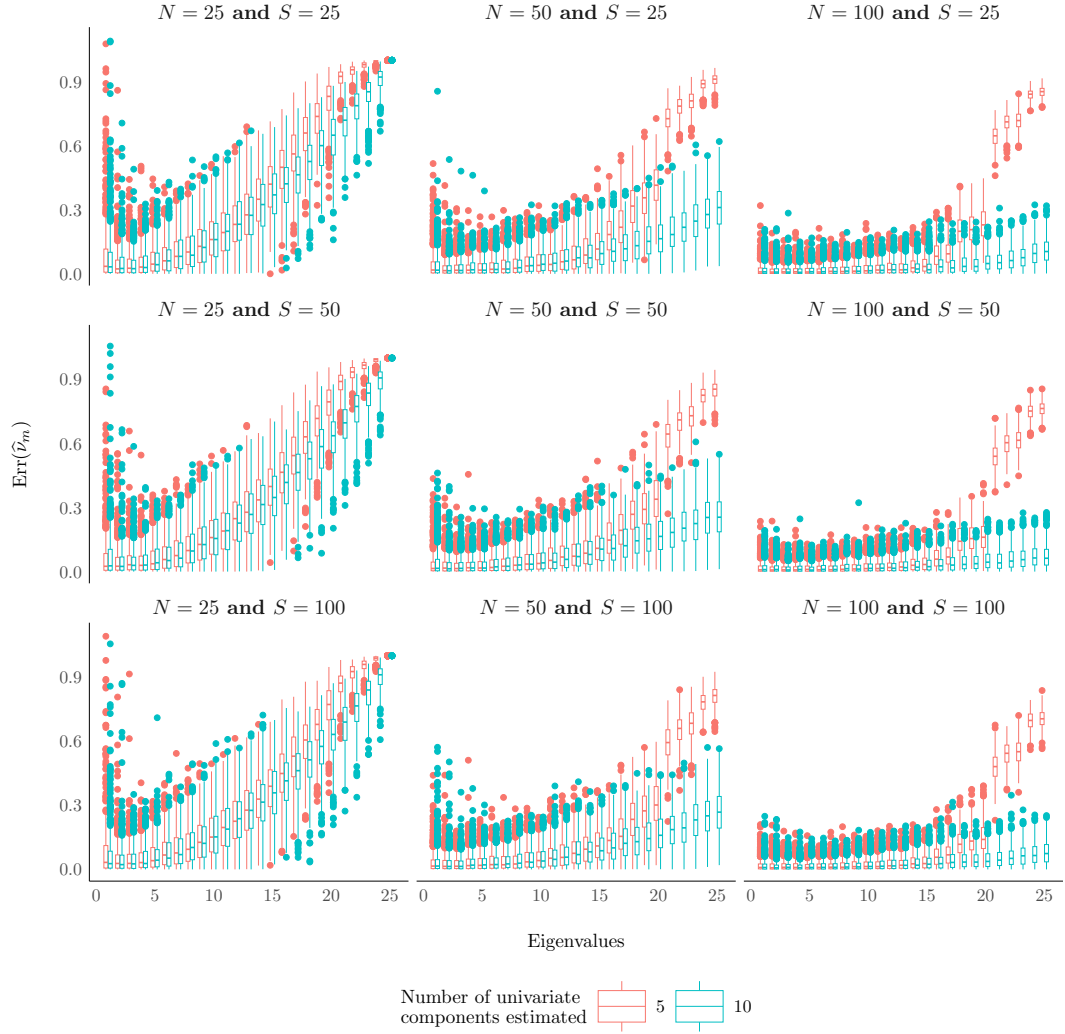 N = 25 and S = 25
N = 50 and S = 25
N = 100 and S = 25
0.9
0.6
0.3
0.0
N = 25 and S = 50
N = 50 and S = 50
N = 100 and S = 50
0.9
0.6
0.3
0.0
Err(ν̂ₘ)
N = 25 and S = 100
N = 50 and S = 100
N = 100 and S = 100
0.9
0.6
0.3
0.0
0 5 10 15 20 25
0 5 10 15 20 25
0 5 10 15 20 25
Eigenvalues
Number of univariate
components estimated
5
10